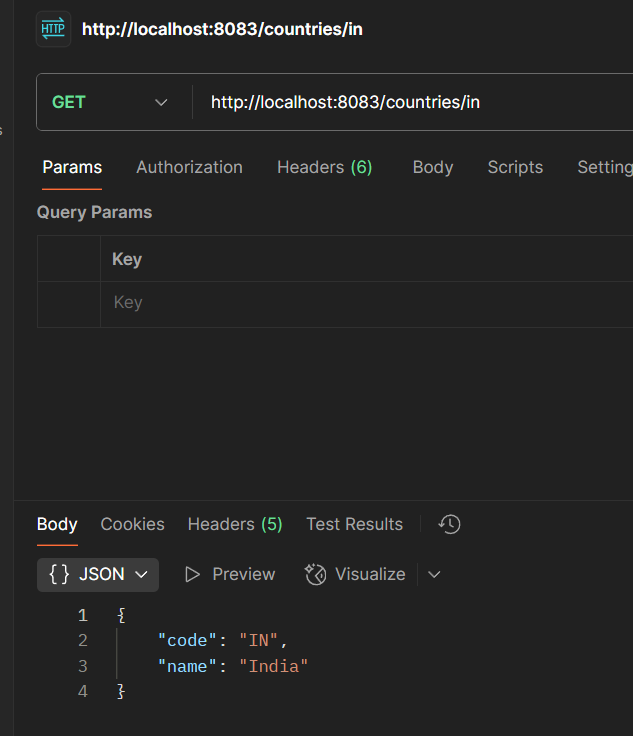 HTTP http://localhost:8083/countries/in
GET http://localhost:8083/countries/in
s
Params Authorization Headers (6) Body Scripts Setting
Query Params
Key
Key
Body Cookies Headers (5) Test Results
{} JSON Preview Visualize
1 {
2 "code": "IN",
3 "name": "India"
4 }